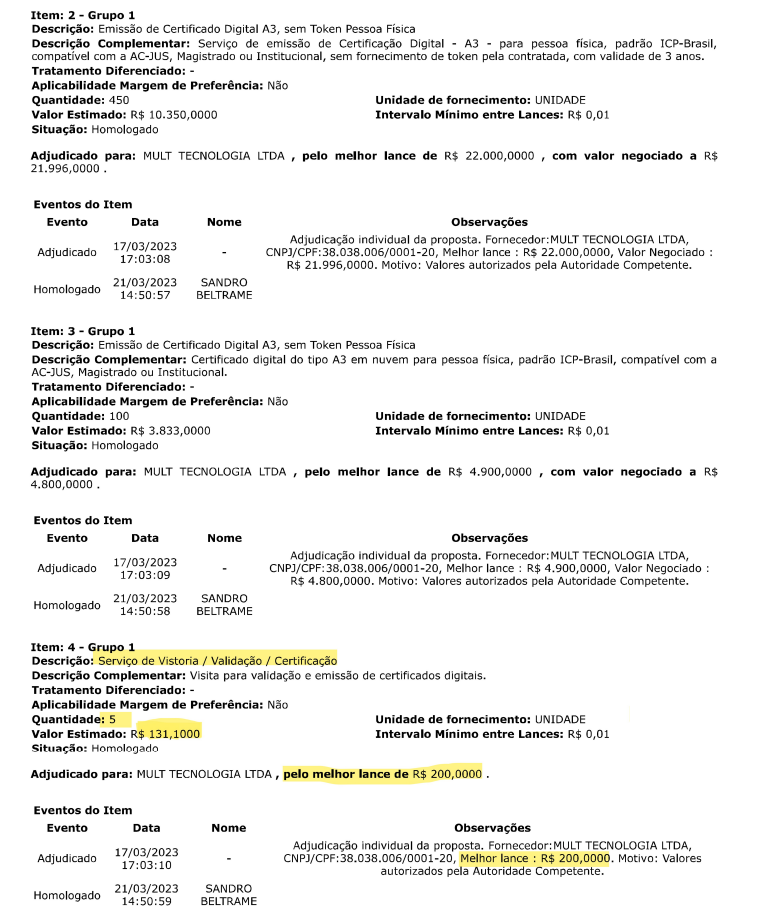 Item: 2 - Grupo 1
Descrição: Emissão de Certificado Digital A3, sem Token Pessoa Física
Descrição Complementar: Serviço de emissão de Certificação Digital - A3 - para pessoa física, padrão ICP-Brasil,
compatível com a AC-JUS, Magistrado ou Institucional, sem fornecimento de token pela contratada, com validade de 3 anos.
Tratamento Diferenciado: -
Aplicabilidade Margem de Preferência: Não
Quantidade: 450 Unidade de fornecimento: UNIDADE
Valor Estimado: R$ 10.350,0000 Intervalo Mínimo entre Lances: R$ 0,01
Situação: Homologado
Adjudicado para: MULT TECNOLOGIA LTDA , pelo melhor lance de R$ 22.000,0000 , com valor negociado a R$
21.996,0000 .
Eventos do Item
Evento Data Nome Observações
Adjudicado 17/03/2023 17:03:08 - Adjudicação individual da proposta. Fornecedor:MULT TECNOLOGIA LTDA,
CNPJ/CPF:38.038.006/0001-20, Melhor lance : R$ 22.000,0000, Valor Negociado :
R$ 21.996,0000. Motivo: Valores autorizados pela Autoridade Competente.
Homologado 21/03/2023 14:50:57 SANDRO BELTRAME
Item: 3 - Grupo 1
Descrição: Emissão de Certificado Digital A3, sem Token Pessoa Física
Descrição Complementar: Certificado digital do tipo A3 em nuvem para pessoa física, padrão ICP-Brasil, compatível com a
AC-JUS, Magistrado ou Institucional.
Tratamento Diferenciado: -
Aplicabilidade Margem de Preferência: Não
Quantidade: 100 Unidade de fornecimento: UNIDADE
Valor Estimado: R$ 3.833,0000 Intervalo Mínimo entre Lances: R$ 0,01
Situação: Homologado
Adjudicado para: MULT TECNOLOGIA LTDA , pelo melhor lance de R$ 4.900,0000 , com valor negociado a R$
4.800,0000 .
Eventos do Item
Evento Data Nome Observações
Adjudicado 17/03/2023 17:03:09 - Adjudicação individual da proposta. Fornecedor:MULT TECNOLOGIA LTDA,
CNPJ/CPF:38.038.006/0001-20, Melhor lance : R$ 4.900,0000, Valor Negociado :
R$ 4.800,0000. Motivo: Valores autorizados pela Autoridade Competente.
Homologado 21/03/2023 14:50:58 SANDRO BELTRAME
Item: 4 - Grupo 1
Descrição: Serviço de Vistoria / Validação / Certificação
Descrição Complementar: Visita para validação e emissão de certificados digitais.
Tratamento Diferenciado: -
Aplicabilidade Margem de Preferência: Não
Quantidade: 5 Unidade de fornecimento: UNIDADE
Valor Estimado: R$ 131,1000 Intervalo Mínimo entre Lances: R$ 0,01
Situação: Homologado
Adjudicado para: MULT TECNOLOGIA LTDA , pelo melhor lance de R$ 200,0000 .
Eventos do Item
Evento Data Nome Observações
Adjudicado 17/03/2023 17:03:10 - Adjudicação individual da proposta. Fornecedor:MULT TECNOLOGIA LTDA,
CNPJ/CPF:38.038.006/0001-20, Melhor lance : R$ 200,0000. Motivo: Valores
autorizados pela Autoridade Competente.
Homologado 21/03/2023 14:50:59 SANDRO BELTRAME